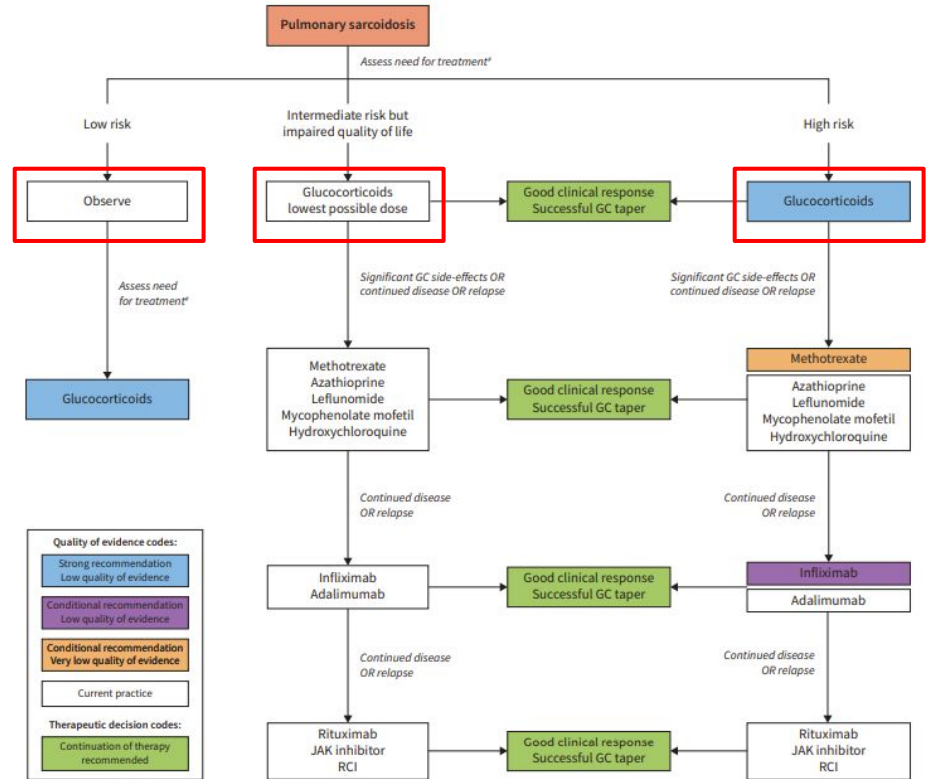 Pulmonary sarcoidosis
Assess need for treatment#
Low risk
Intermediate risk but
impaired quality of life
High risk
Observe
Glucocorticoids
lowest possible dose
Good clinical response
Successful GC taper
Glucocorticoids
Assess need
for treatment#
Significant GC side-effects OR
continued disease OR relapse
Significant GC side-effects OR
continued disease OR relapse
Glucocorticoids
Methotrexate
Azathioprine
Leflunomide
Mycophenolate mofetil
Hydroxychloroquine
Good clinical response
Successful GC taper
Methotrexate
Azathioprine
Leflunomide
Mycophenolate mofetil
Hydroxychloroquine
Continued disease
OR relapse
Continued disease
OR relapse
Infliximab
Adalimumab
Good clinical response
Successful GC taper
Infliximab
Adalimumab
Continued disease
OR relapse
Continued disease
OR relapse
Rituximab
JAK inhibitor
RCI
Good clinical response
Successful GC taper
Rituximab
JAK inhibitor
RCI
Quality of evidence codes:
Strong recommendation
Low quality of evidence
Conditional recommendation
Low quality of evidence
Conditional recommendation
Very low quality of evidence
Current practice
Therapeutic decision codes:
Continuation of therapy
recommended